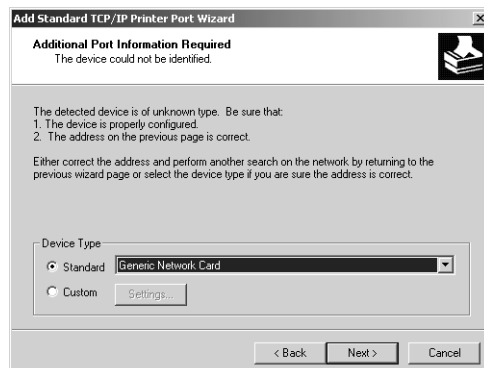 Add Standard TCP/IP Printer Port Wizard
Additional Port Information Required
The device could not be identified.
The detected device is of unknown type. Be sure that:
1. The device is properly configured.
2. The address on the previous page is correct.
Either correct the address and perform another search on the network by returning to the
previous wizard page or select the device type if you are sure the address is correct.
Device Type
Standard Generic Network Card
Custom Settings...
< Back Next > Cancel